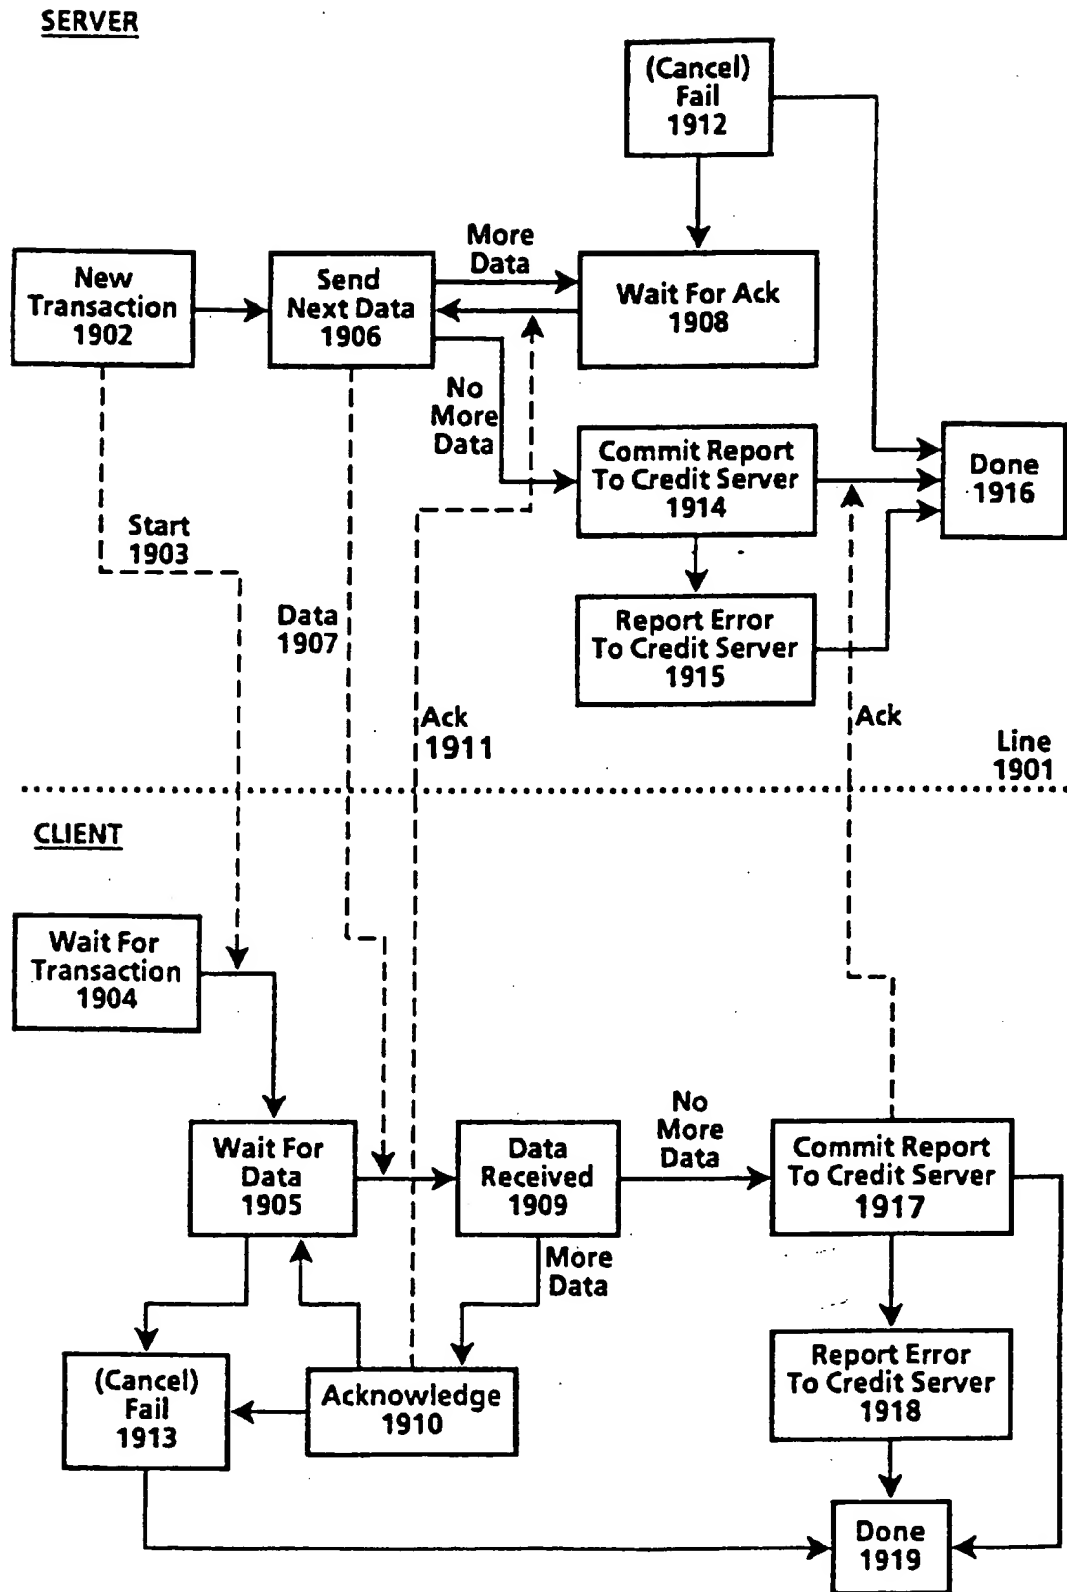 SERVER
(Cancel)
Fail
1912
More
Data
New
Transaction
1902
Send
Next Data
1906
Wait For Ack
1908
No
More
Data
Commit Report
To Credit Server
1914
Done
1916
Start
1903
Data
1907
Report Error
To Credit Server
1915
Ack
1911
Ack
Line
1901
CLIENT
Wait For
Transaction
1904
Wait For
Data
1905
Data
Received
1909
No
More
Data
Commit Report
To Credit Server
1917
More
Data
(Cancel)
Fail
1913
Acknowledge
1910
Report Error
To Credit Server
1918
Done
1919